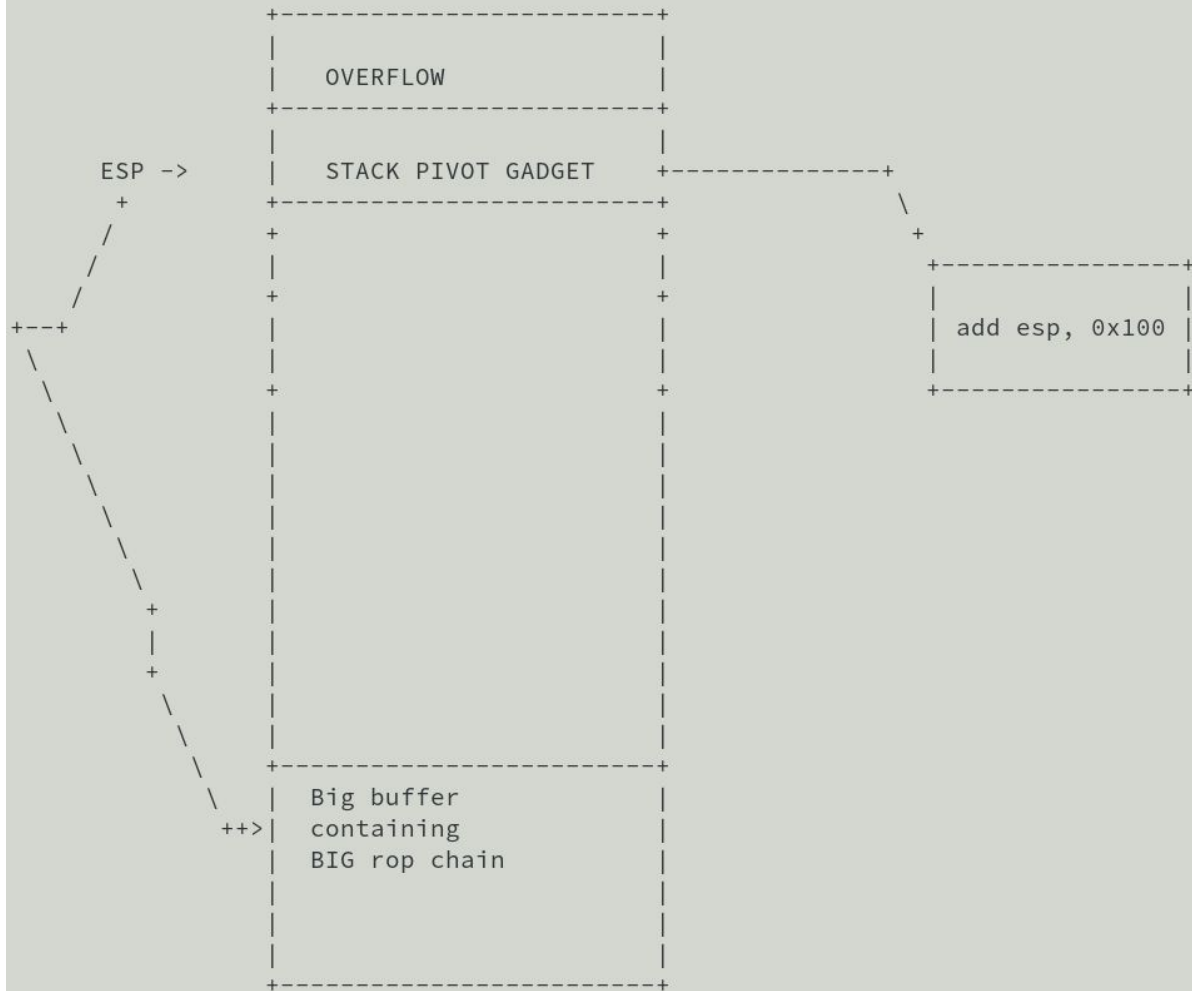 OVERFLOW
ESP -> STACK PIVOT GADGET
add esp, 0x100
Big buffer
containing
BIG rop chain